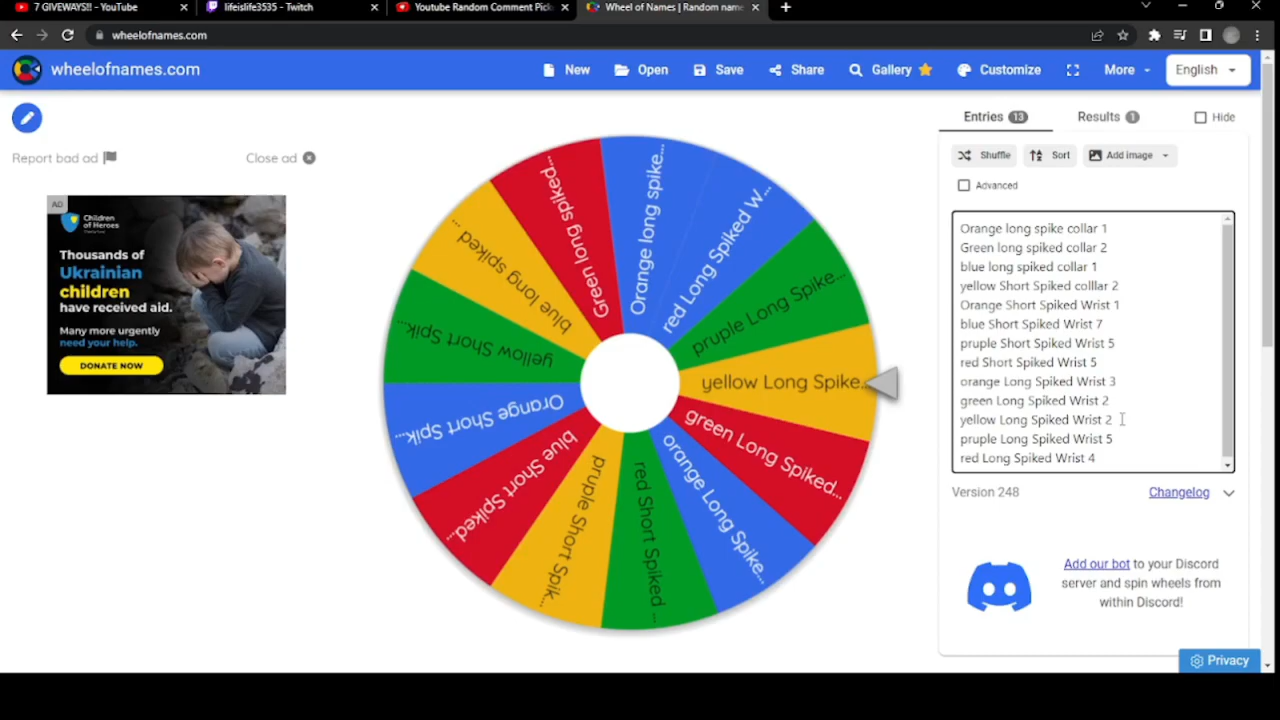 7 GIVEWAYS!! - YouTube
lifeislife3535 - Twitch
Youtube Random Comment Pick
Wheel of Names | Random name
wheelofnames.com
wheelofnames.com
New
Open
Save
Share
Gallery
Customize
More
English
Report bad ad
Close ad
AD
Children
of Heroes
Thousands of
Ukrainian
children
have received aid.
Many more urgently
need your help.
DONATE NOW
Orange long spike...
red Long Spiked W...
pruple Long Spike...
yellow Long Spike...
green Long Spiked...
orange Long Spike...
red Short Spiked ...
pruple Short Spik...
blue Short Spiked...
Orange Short Spik...
yellow Short Spik...
blue long spiked ...
Green long spiked...
Entries 13
Results 1
Hide
Shuffle
Sort
Add image
Advanced
Orange long spike collar 1
Green long spiked collar 2
blue long spiked collar 1
yellow Short Spiked colllar 2
Orange Short Spiked Wrist 1
blue Short Spiked Wrist 7
pruple Short Spiked Wrist 5
red Short Spiked Wrist 5
orange Long Spiked Wrist 3
green Long Spiked Wrist 2
yellow Long Spiked Wrist 2
pruple Long Spiked Wrist 5
red Long Spiked Wrist 4
Version 248
Changelog
Add our bot to your Discord
server and spin wheels from
within Discord!
Privacy